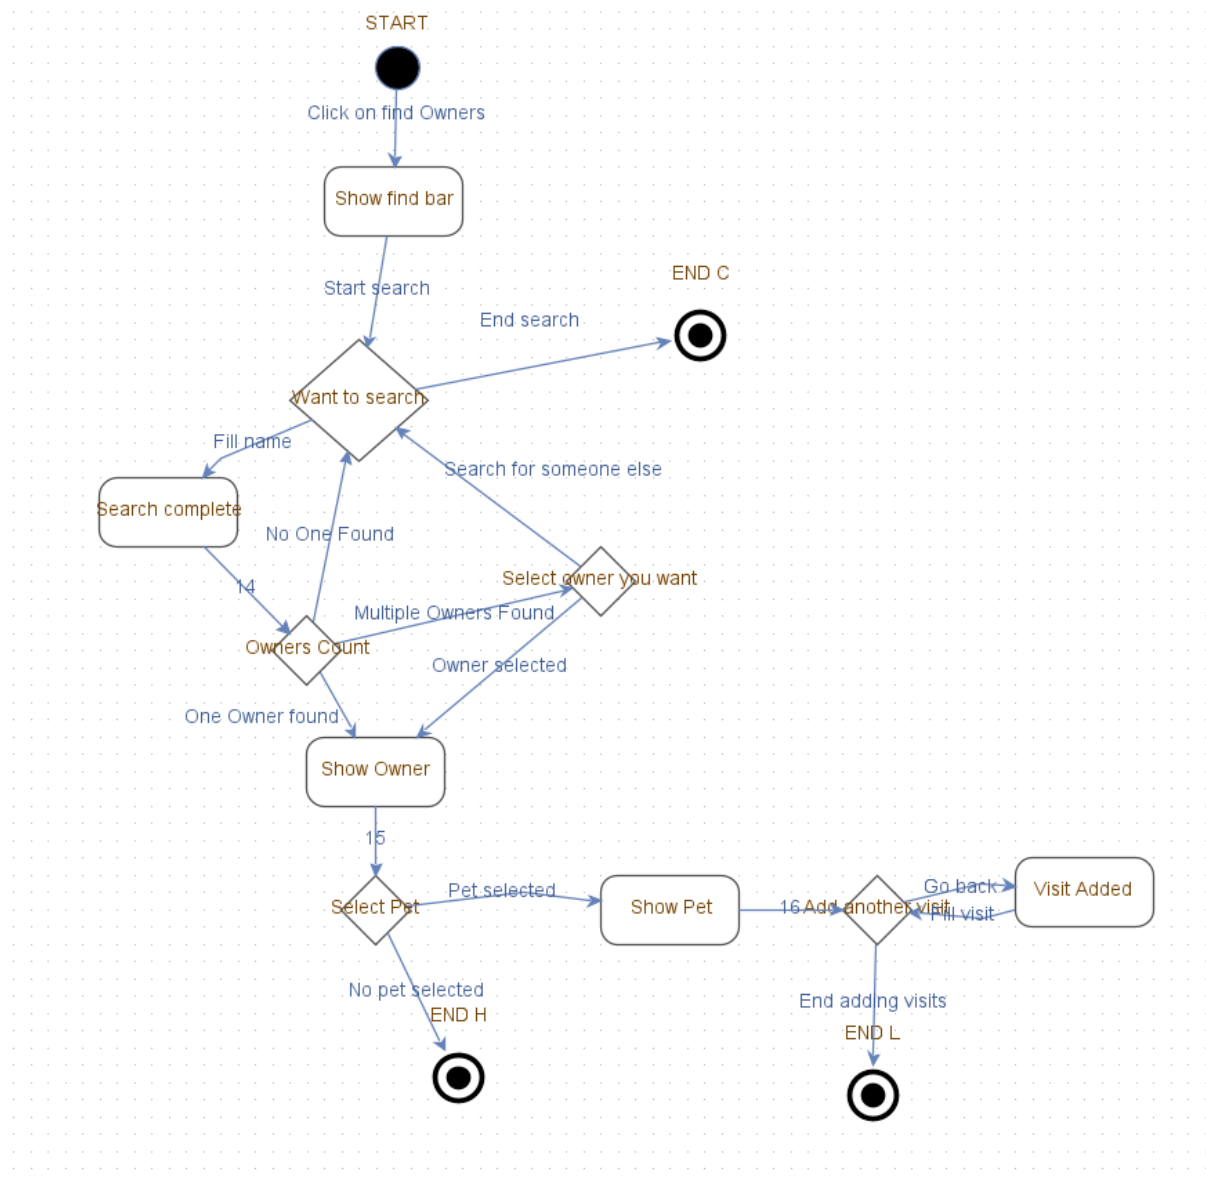 START
Click on find Owners
Show find bar
END C
Start search
End search
Want to search
Fill name
Search for someone else
Search complete
No One Found
Select owner you want
14
Multiple Owners Found
Owners Count
Owner selected
One Owner found
Show Owner
15
Pet selected
Go back
Visit Added
Select Pet
Show Pet
16
Add another visit
Fill visit
No pet selected
End adding visits
END H
END L